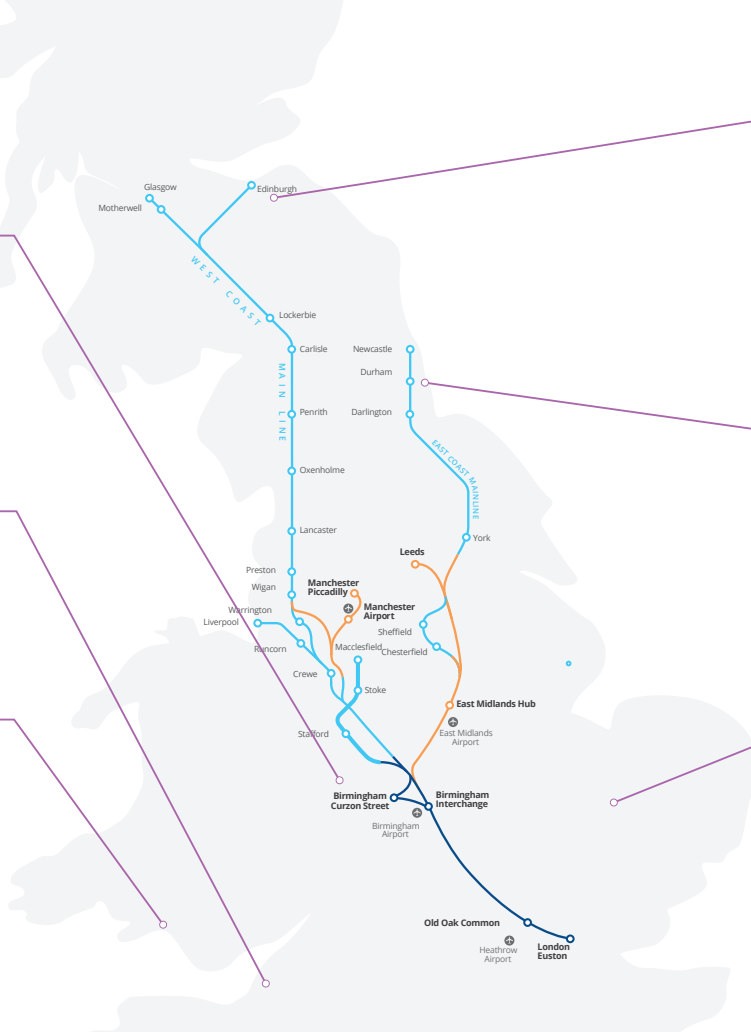 Glasgow
Edinburgh
Motherwell
WEST COAST
Lockerbie
Carlisle
Newcastle
MAIN LINE
Durham
Penrith
Darlington
EAST COAST MAINLINE
Oxenholme
Lancaster
York
Leeds
Preston
Wigan
Manchester
Piccadilly
Manchester
Airport
Warrington
Liverpool
Sheffield
Runcorn
Macclesfield
Chesterfield
Crewe
Stoke
East Midlands Hub
Stafford
East Midlands
Airport
Birmingham
Curzon Street
Birmingham
Interchange
Birmingham
Airport
Old Oak Common
Heathrow
Airport
London
Euston